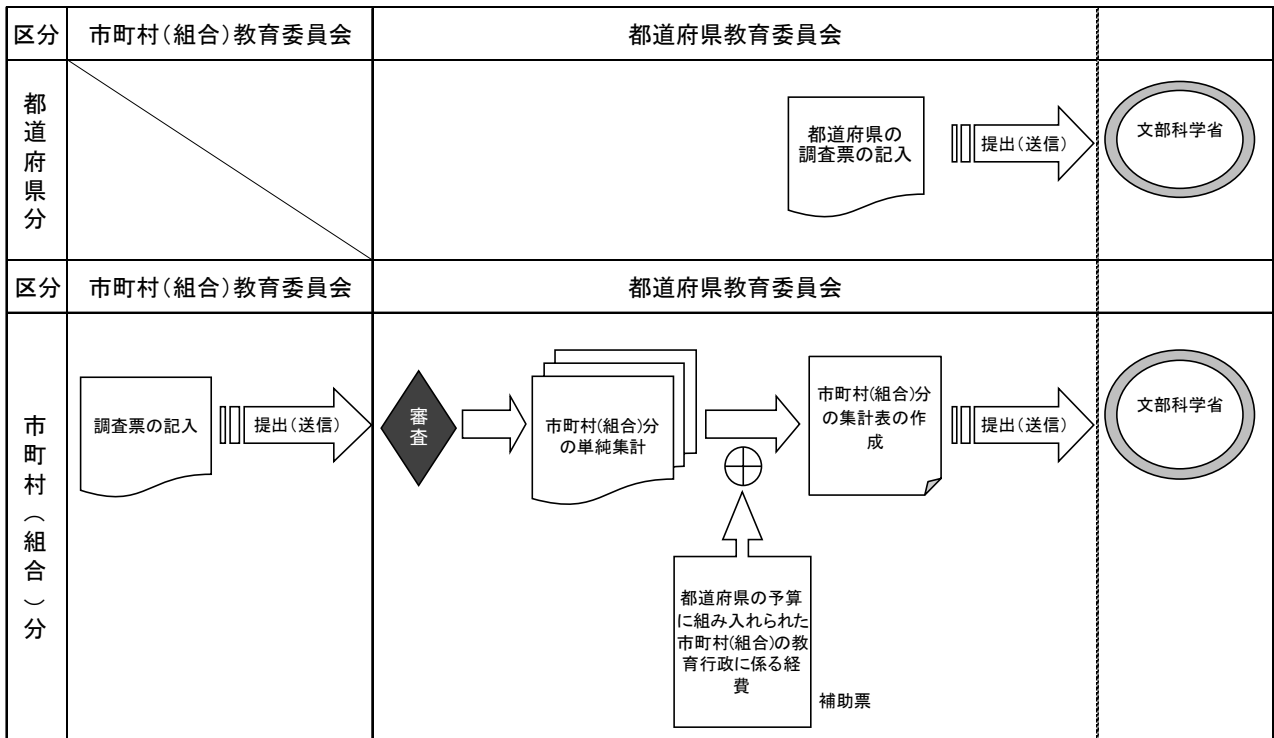 区分
市町村(組合)教育委員会
都道府県教育委員会
都道府県分
都道府県の
調査票の記入
提出(送信)
文部科学省
区分
市町村(組合)教育委員会
都道府県教育委員会
市町村(組合)分
調査票の記入
提出(送信)
審査
市町村(組合)分
の単純集計
市町村(組合)分
の集計表の作
成
提出(送信)
文部科学省
都道府県の予算
に組み入れられた
市町村(組合)の教
育行政に係る経
費
補助票